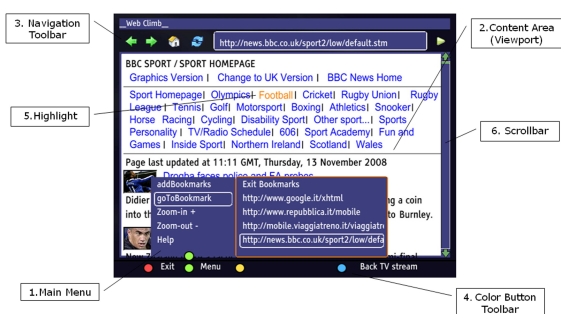 3. Navigation
Toolbar
_Web Climb_
http://news.bbc.co.uk/sport2/low/default.stm
2.Content Area
(Viewport)
BBC SPORT / SPORT HOMEPAGE
Graphics Version | Change to UK Version | BBC News Home
Sport Homepage| Olympics| Football| Cricket| Rugby Union| Rugby
League| Tennis| Golf| Motorsport| Boxing| Athletics| Snooker|
Horse Racing| Cycling| Disability Sport| Other sport...| Sports
Personality | TV/Radio Schedule| 606| Sport Academy| Fun and
Games | Inside Sport| Northern Ireland| Scotland| Wales
5.Highlight
6. Scrollbar
Page last updated at 11:11 GMT, Thursday, 13 November 2008
Drogba faces police and FA probes
addBookmarks
goToBookmark
Zoom-in +
Zoom-out -
Help
Exit Bookmarks
http://www.google.it/xhtml
http://www.repubblica.it/mobile
http://mobile.viaggiatreno.it/viaggiatr
http://news.bbc.co.uk/sport2/low/defa
Didier
ng a coin
into th
to Burnley.
Exit
Menu
Back TV stream
1.Main Menu
4. Color Button
Toolbar